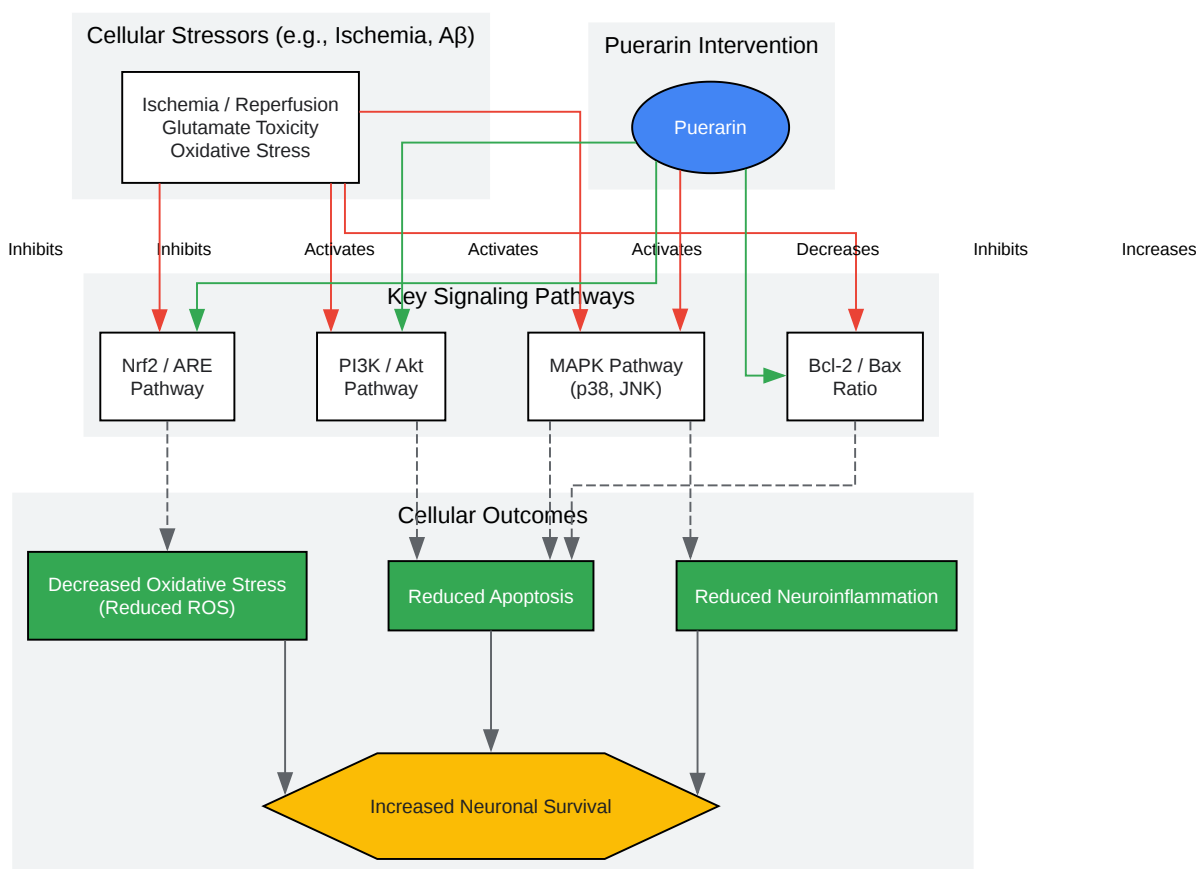 Cellular Stressors (e.g., Ischemia, Aβ)
Puerarin Intervention
Ischemia / Reperfusion
Glutamate Toxicity
Oxidative Stress
Puerarin
Inhibits
Inhibits
Activates
Activates
Activates
Decreases
Inhibits
Increases
Key Signaling Pathways
Nrf2 / ARE
Pathway
PI3K / Akt
Pathway
MAPK Pathway
(p38, JNK)
Bcl-2 / Bax
Ratio
Cellular Outcomes
Decreased Oxidative Stress
(Reduced ROS)
Reduced Apoptosis
Reduced Neuroinflammation
Increased Neuronal Survival